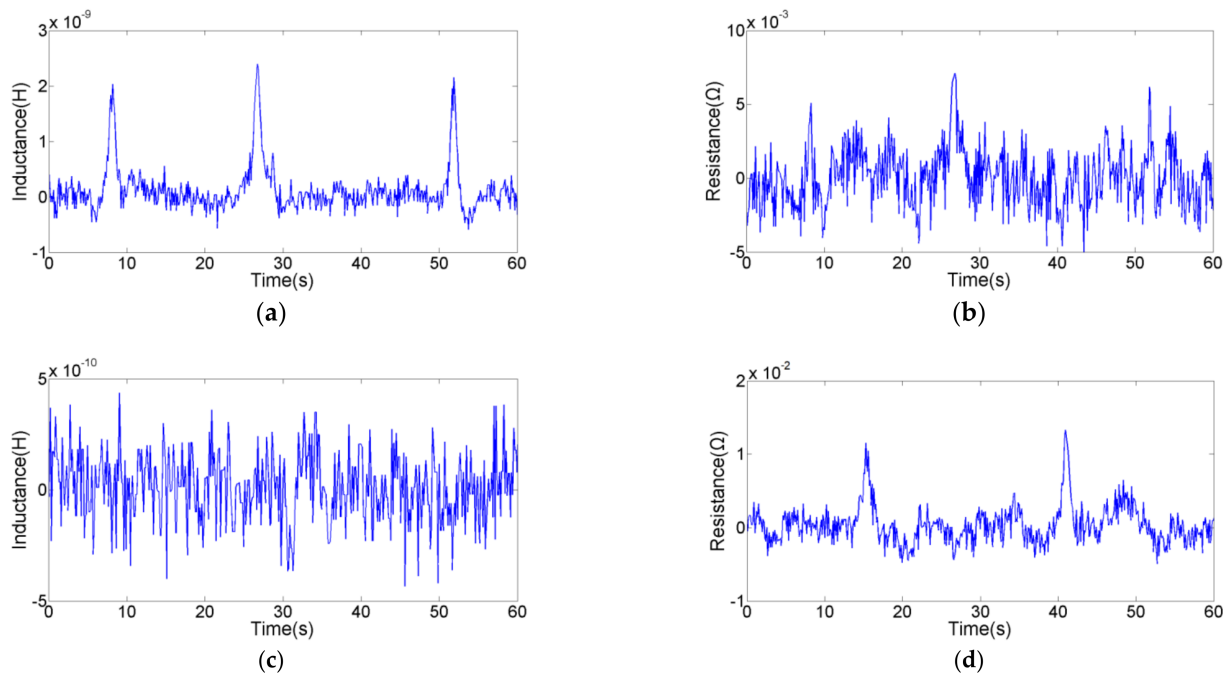 3 × 10⁻⁹
2
1
0
-1
Inductance(H)
0 10 20 30 40 50 60
Time(s)
(a)
10 × 10⁻³
5
0
-5
Resistance(Ω)
0 10 20 30 40 50 60
Time(s)
(b)
5 × 10⁻¹⁰
0
-5
Inductance(H)
0 10 20 30 40 50 60
Time(s)
(c)
2 × 10⁻²
1
0
-1
Resistance(Ω)
0 10 20 30 40 50 60
Time(s)
(d)